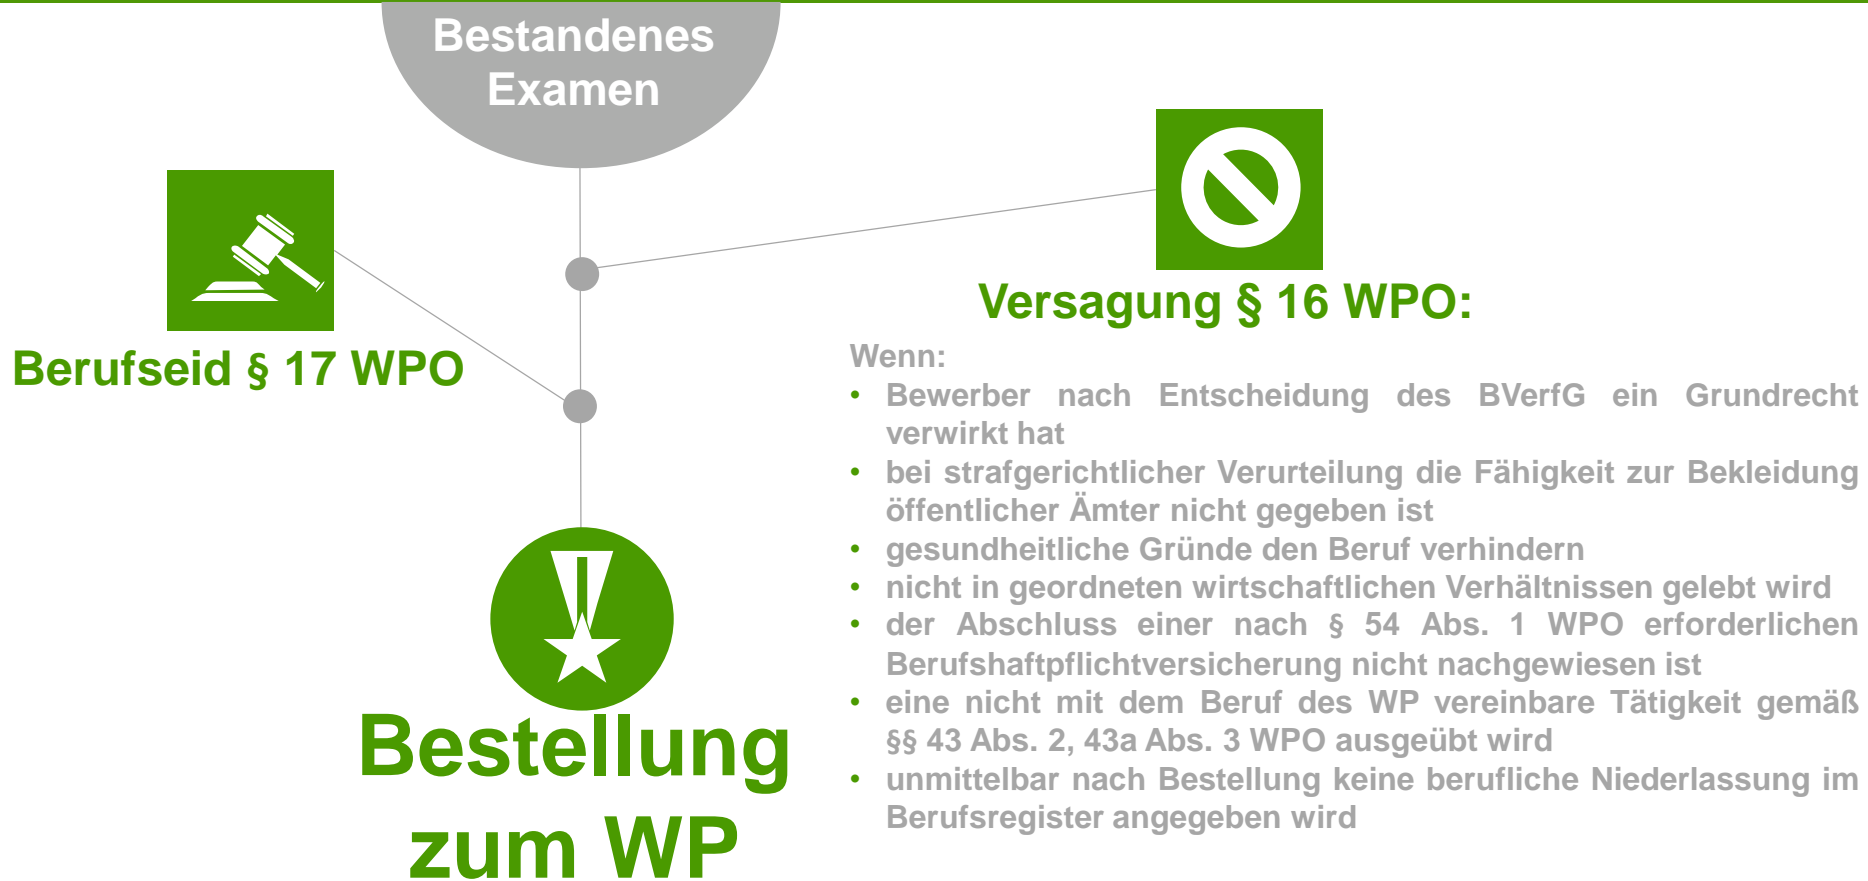 Bestandenes
Examen
Berufseid § 17 WPO
Versagung § 16 WPO:
Wenn:
• Bewerber nach Entscheidung des BVerfG ein Grundrecht
verwirkt hat
• bei strafgerichtlicher Verurteilung die Fähigkeit zur Bekleidung
öffentlicher Ämter nicht gegeben ist
• gesundheitliche Gründe den Beruf verhindern
• nicht in geordneten wirtschaftlichen Verhältnissen gelebt wird
• der Abschluss einer nach § 54 Abs. 1 WPO erforderlichen
Berufshaftpflichtversicherung nicht nachgewiesen ist
• eine nicht mit dem Beruf des WP vereinbare Tätigkeit gemäß
§§ 43 Abs. 2, 43a Abs. 3 WPO ausgeübt wird
• unmittelbar nach Bestellung keine berufliche Niederlassung im
Berufsregister angegeben wird
Bestellung
zum WP